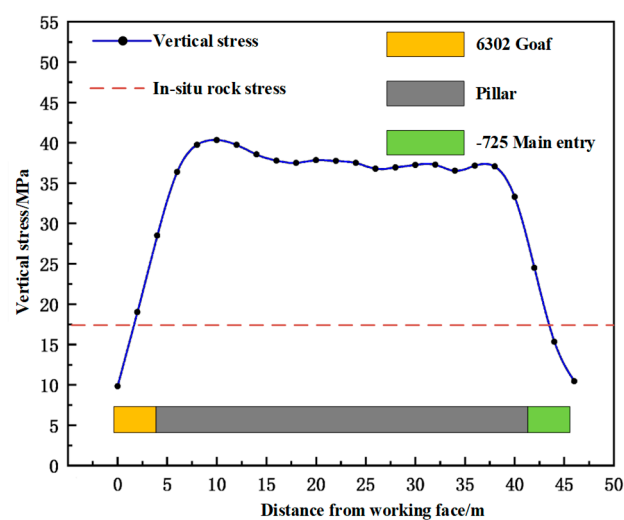 Vertical stress
In-situ rock stress
6302 Goaf
Pillar
-725 Main entry
Vertical stress/MPa
55
50
45
40
35
30
25
20
15
10
5
0
0 5 10 15 20 25 30 35 40 45 50
Distance from working face/m